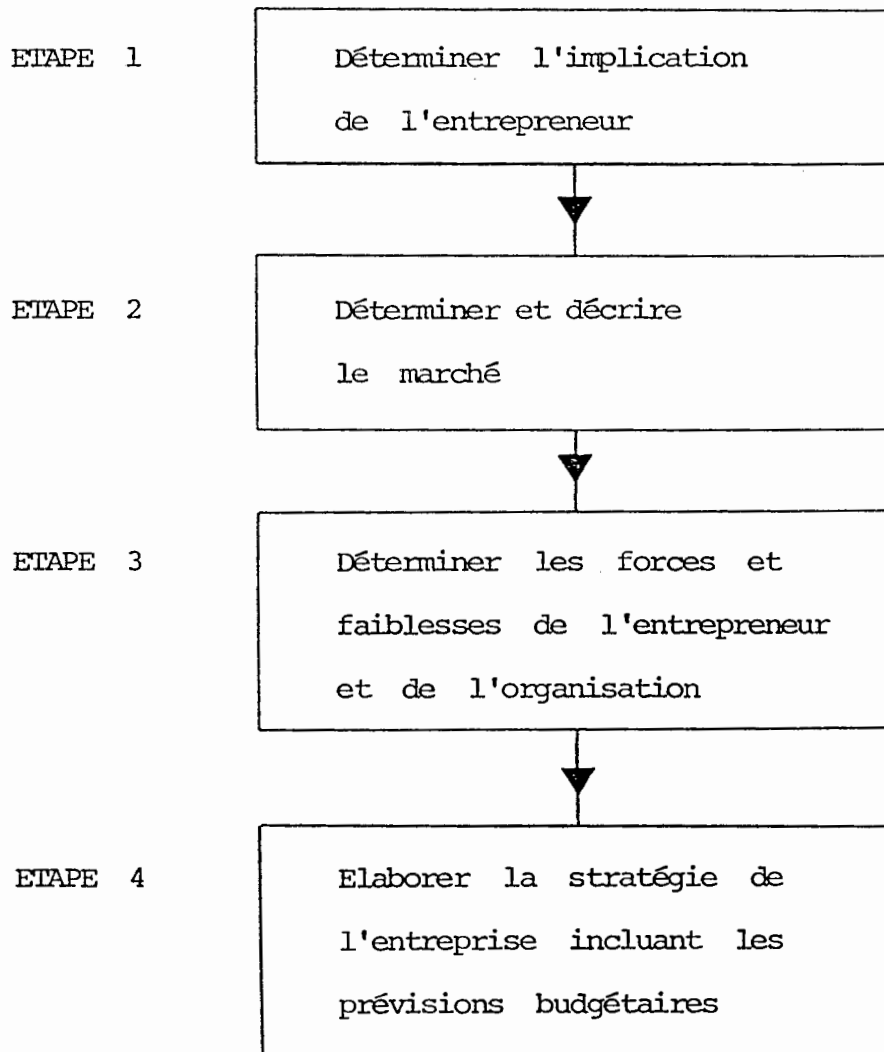 ETAPE 1
Déterminer l'implication
de l'entrepreneur
ETAPE 2
Déterminer et décrire
le marché
ETAPE 3
Déterminer les forces et
faiblesses de l'entrepreneur
et de l'organisation
ETAPE 4
Elaborer la stratégie de
l'entreprise incluant les
prévisions budgétaires